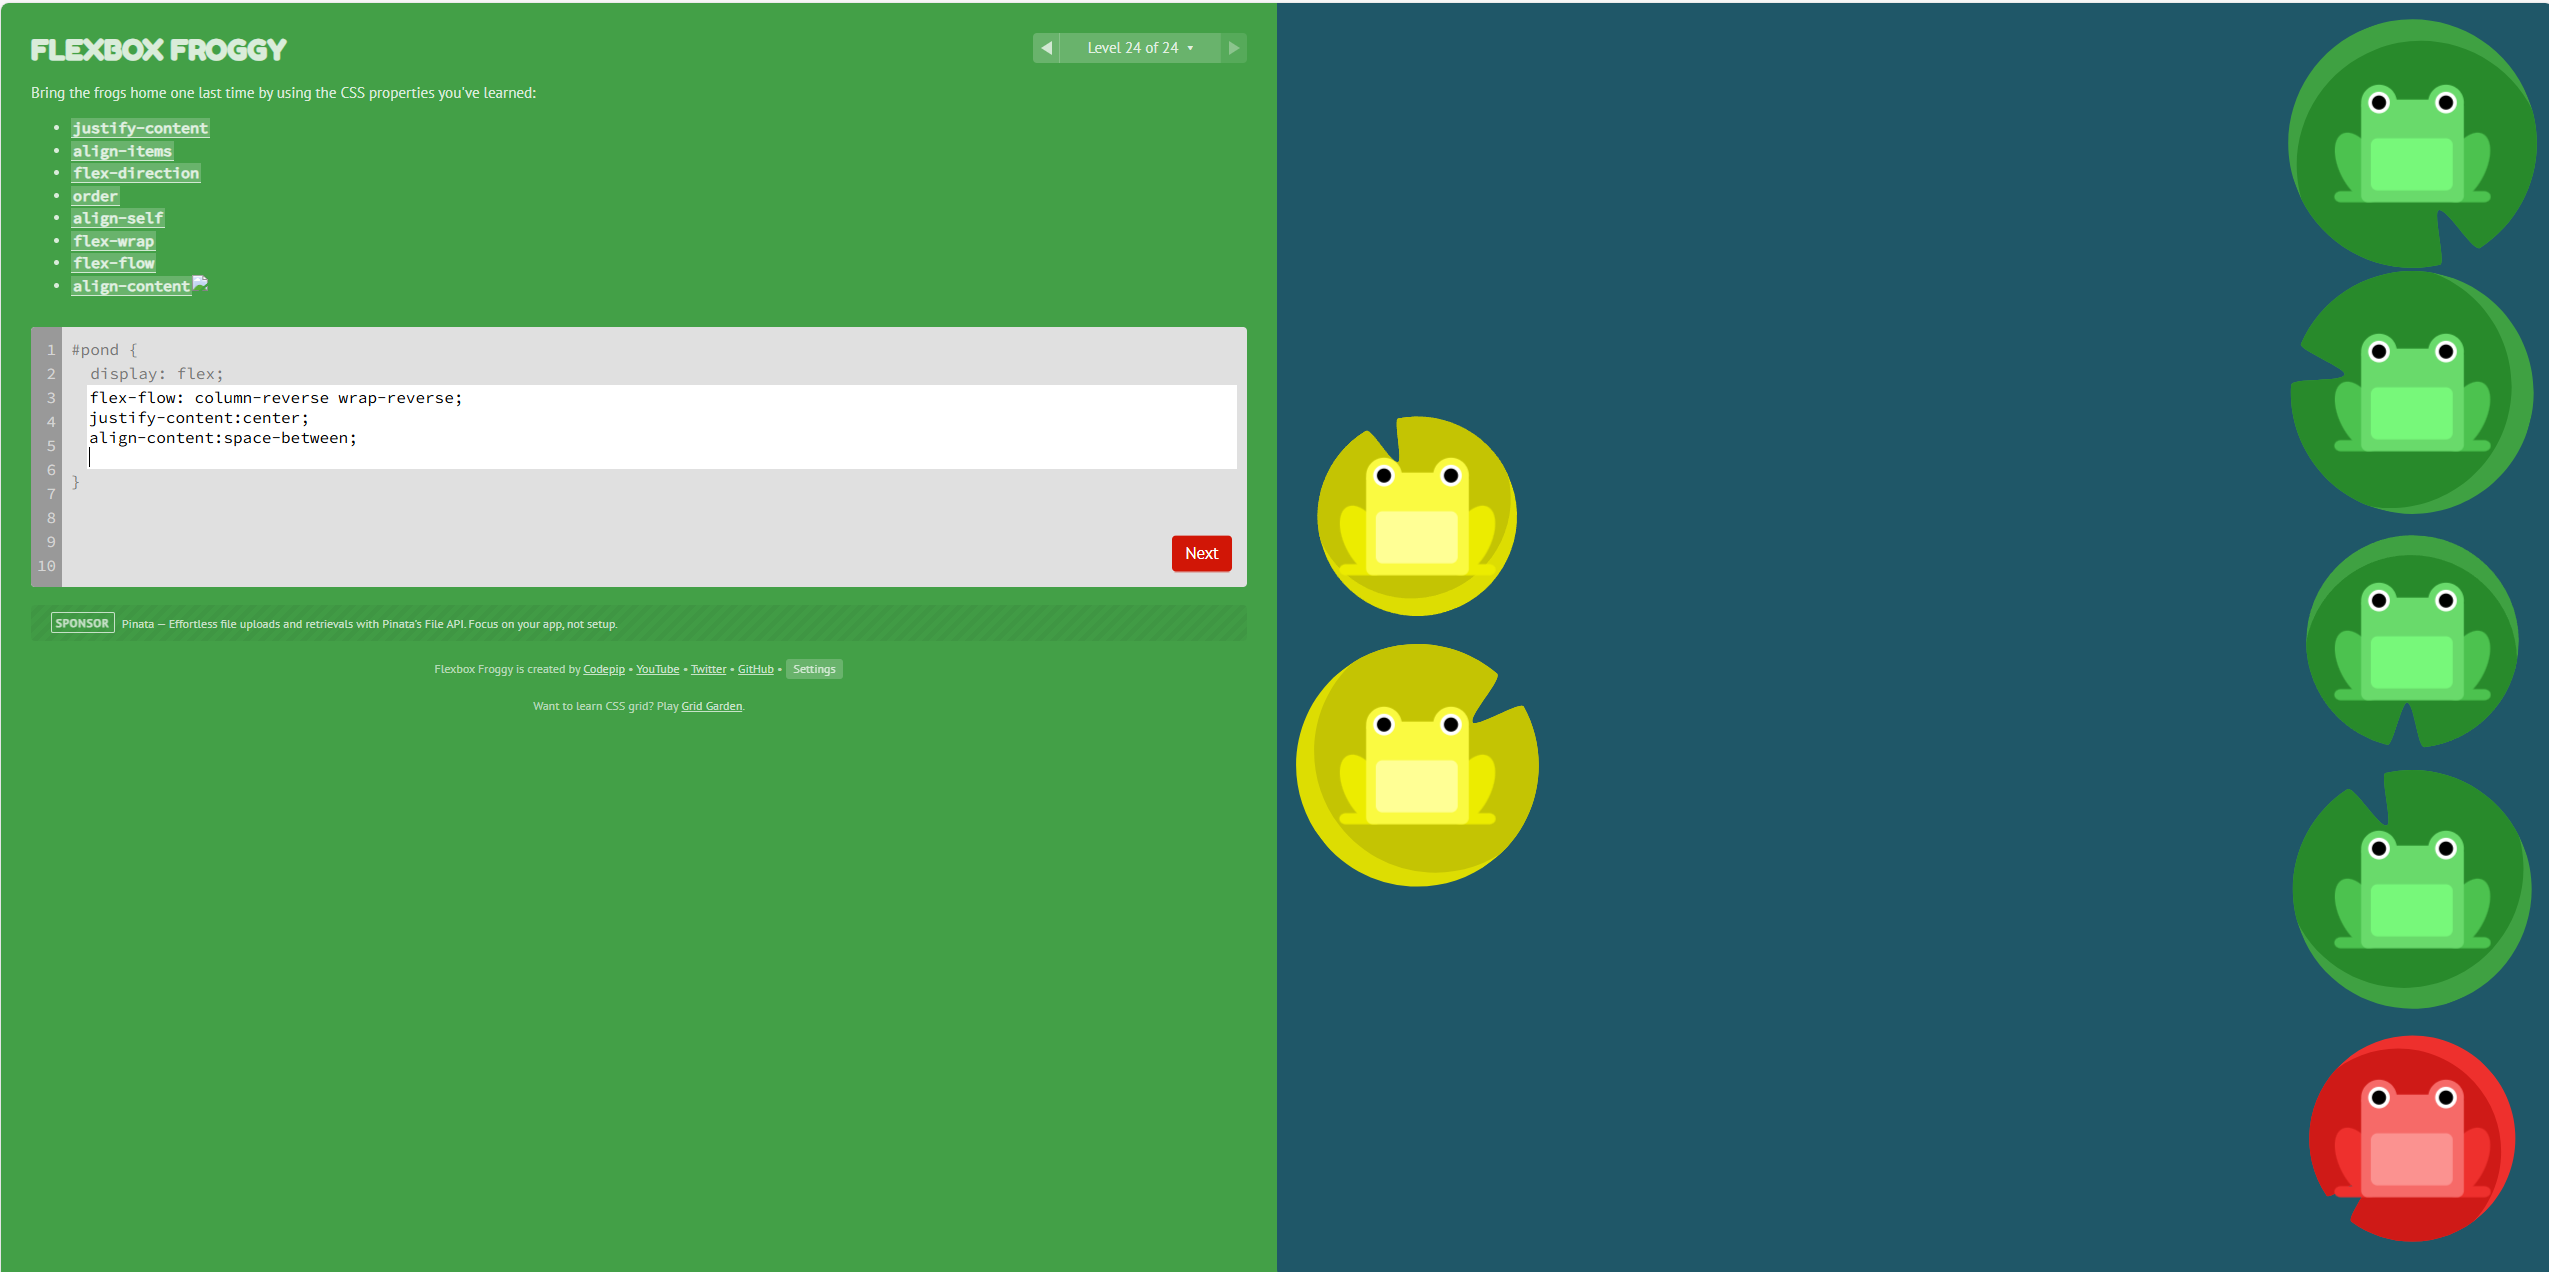 FLEXBOX FROGGY
Level 24 of 24
Bring the frogs home one last time by using the CSS properties you've learned:
justify-content
align-items
flex-direction
order
align-self
flex-wrap
flex-flow
align-content
1 #pond {
2 display: flex;
3 flex-flow: column-reverse wrap-reverse;
4 justify-content:center;
5 align-content:space-between;
6
7 }
8
9
10
Next
SPONSOR Pinata — Effortless file uploads and retrievals with Pinata's File API. Focus on your app, not setup.
Flexbox Froggy is created by Codepip • YouTube • Twitter • GitHub • Settings
Want to learn CSS grid? Play Grid Garden.